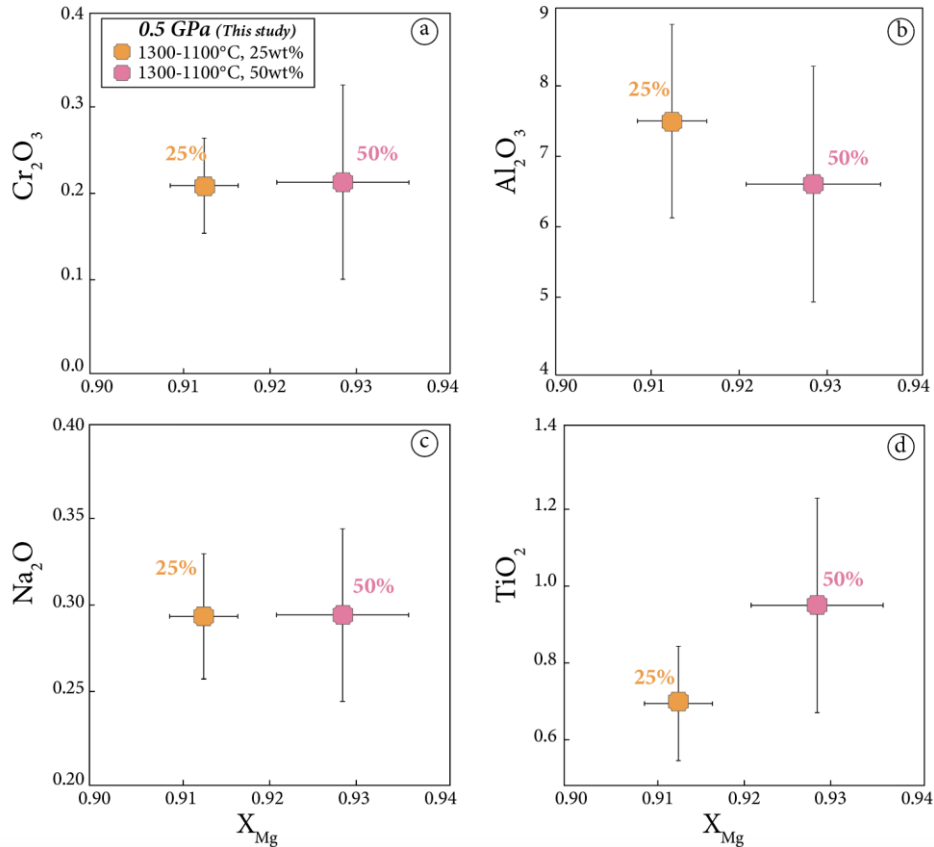 0.5 GPa (This study)
1300-1100°C, 25wt%
1300-1100°C, 50wt%
a
Cr₂O₃
0.4
0.3
0.2
0.1
0.0
25%
50%
0.90 0.91 0.92 0.93 0.94
b
Al₂O₃
9
8
7
6
5
4
25%
50%
0.90 0.91 0.92 0.93 0.94
c
Na₂O
0.40
0.35
0.30
0.25
0.20
25%
50%
0.90 0.91 0.92 0.93 0.94
X_Mg
d
TiO₂
1.4
1.2
1.0
0.8
0.6
25%
50%
0.90 0.91 0.92 0.93 0.94
X_Mg